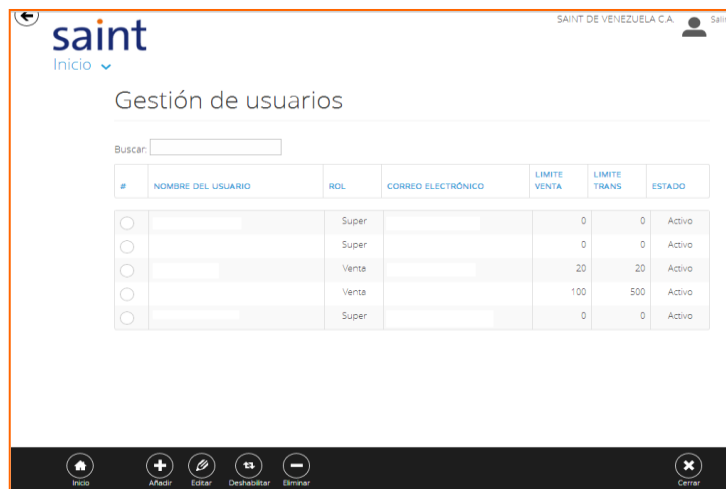 SAINT DE VENEZUELA C.A.
saint
Inicio
Gestión de usuarios
Buscar:
# NOMBRE DEL USUARIO ROL CORREO ELECTRÓNICO LIMITE VENTA LIMITE TRANS ESTADO
Super 0 0 Activo
Super 0 0 Activo
Venta 20 20 Activo
Venta 100 500 Activo
Super 0 0 Activo
Inicio Añadir Editar Deshabilitar Eliminar Cerrar